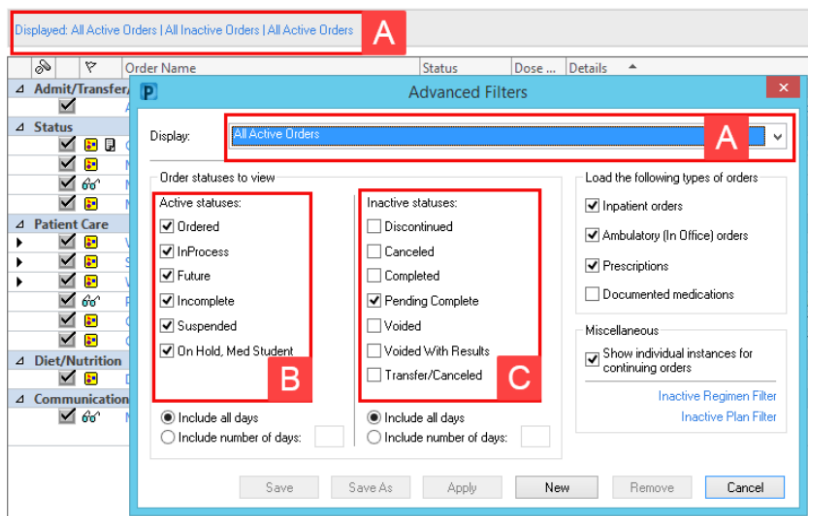 Displayed: All Active Orders | All Inactive Orders | All Active Orders
A
Order Name Status Dose ... Details
Admit/Transfer/
Status
Patient Care
Diet/Nutrition
Communication
P Advanced Filters
Display: All Active Orders A
Order statuses to view
Active statuses:
Ordered
InProcess
Future
Incomplete
Suspended
On Hold, Med Student
B
Include all days
Include number of days:
Inactive statuses:
Discontinued
Canceled
Completed
Pending Complete
Voided
Voided With Results
Transfer/Canceled
C
Include all days
Include number of days:
Load the following types of orders
Inpatient orders
Ambulatory (In Office) orders
Prescriptions
Documented medications
Miscellaneous
Show individual instances for
continuing orders
Inactive Regimen Filter
Inactive Plan Filter
Save Save As Apply New Remove Cancel